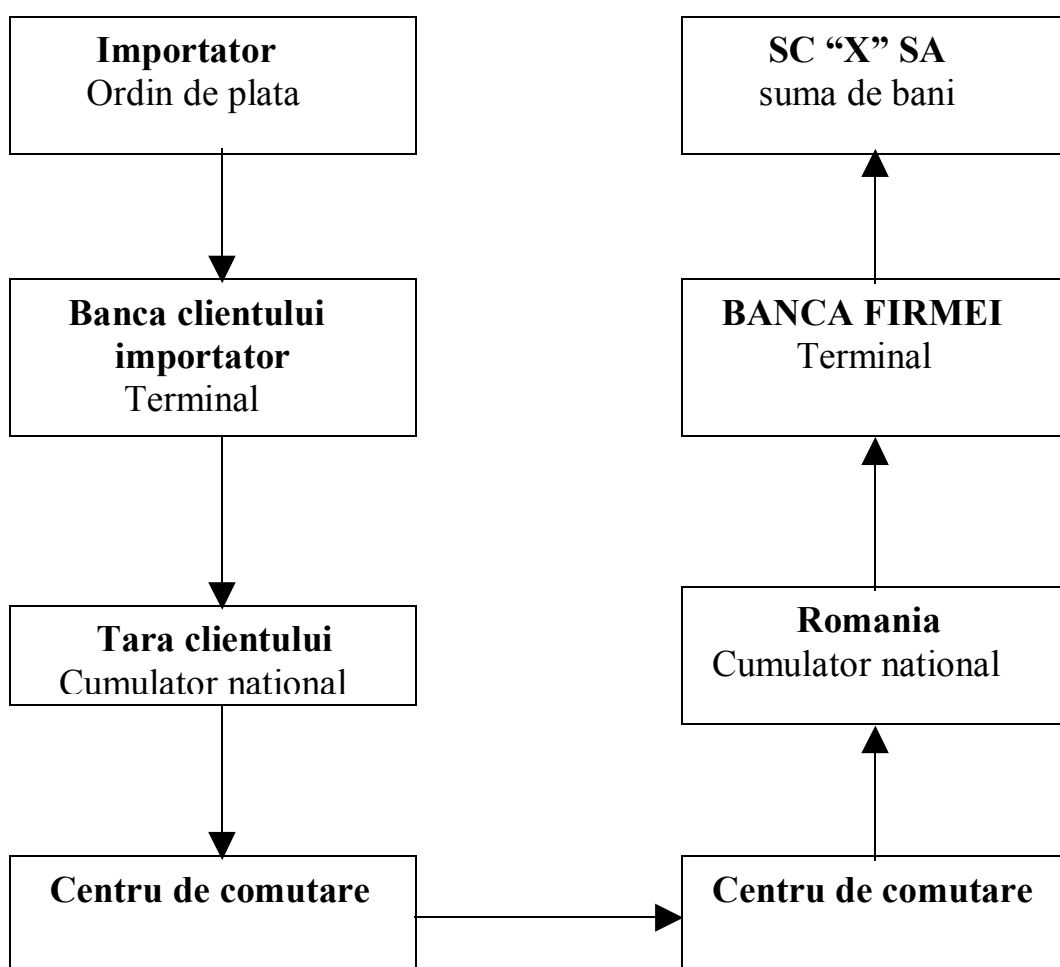 Importator
Ordin de plata
SC “X” SA
suma de bani
Banca clientului
importator
Terminal
BANCA FIRMEI
Terminal
Tara clientului
Cumulator national
Romania
Cumulator national
Centru de comutare
Centru de comutare